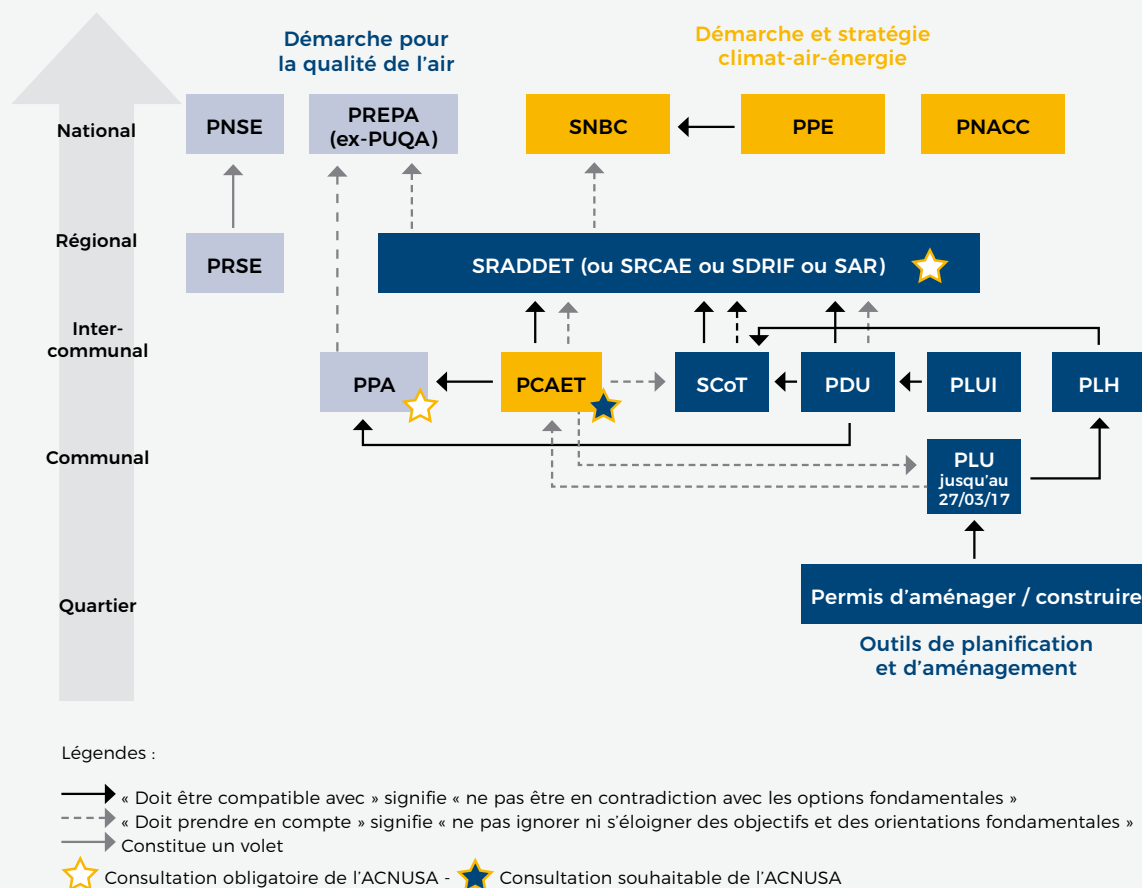 Démarche pour
la qualité de l'air
Démarche et stratégie
climat-air-énergie
National
PNSE
PREPA
(ex-PUQA)
SNBC
PPE
PNACC
Régional
PRSE
SRADDET (ou SRCAE ou SDRIF ou SAR)
Inter-
communal
PPA
PCAET
SCoT
PDU
PLUI
PLH
Communal
PLU
jusqu'au
27/03/17
Quartier
Permis d'aménager / construire
Outils de planification
et d'aménagement
Légendes :
« Doit être compatible avec » signifie « ne pas être en contradiction avec les options fondamentales »
« Doit prendre en compte » signifie « ne pas ignorer ni s'éloigner des objectifs et des orientations fondamentales »
Constitue un volet
Consultation obligatoire de l'ACNUSA - Consultation souhaitable de l'ACNUSA